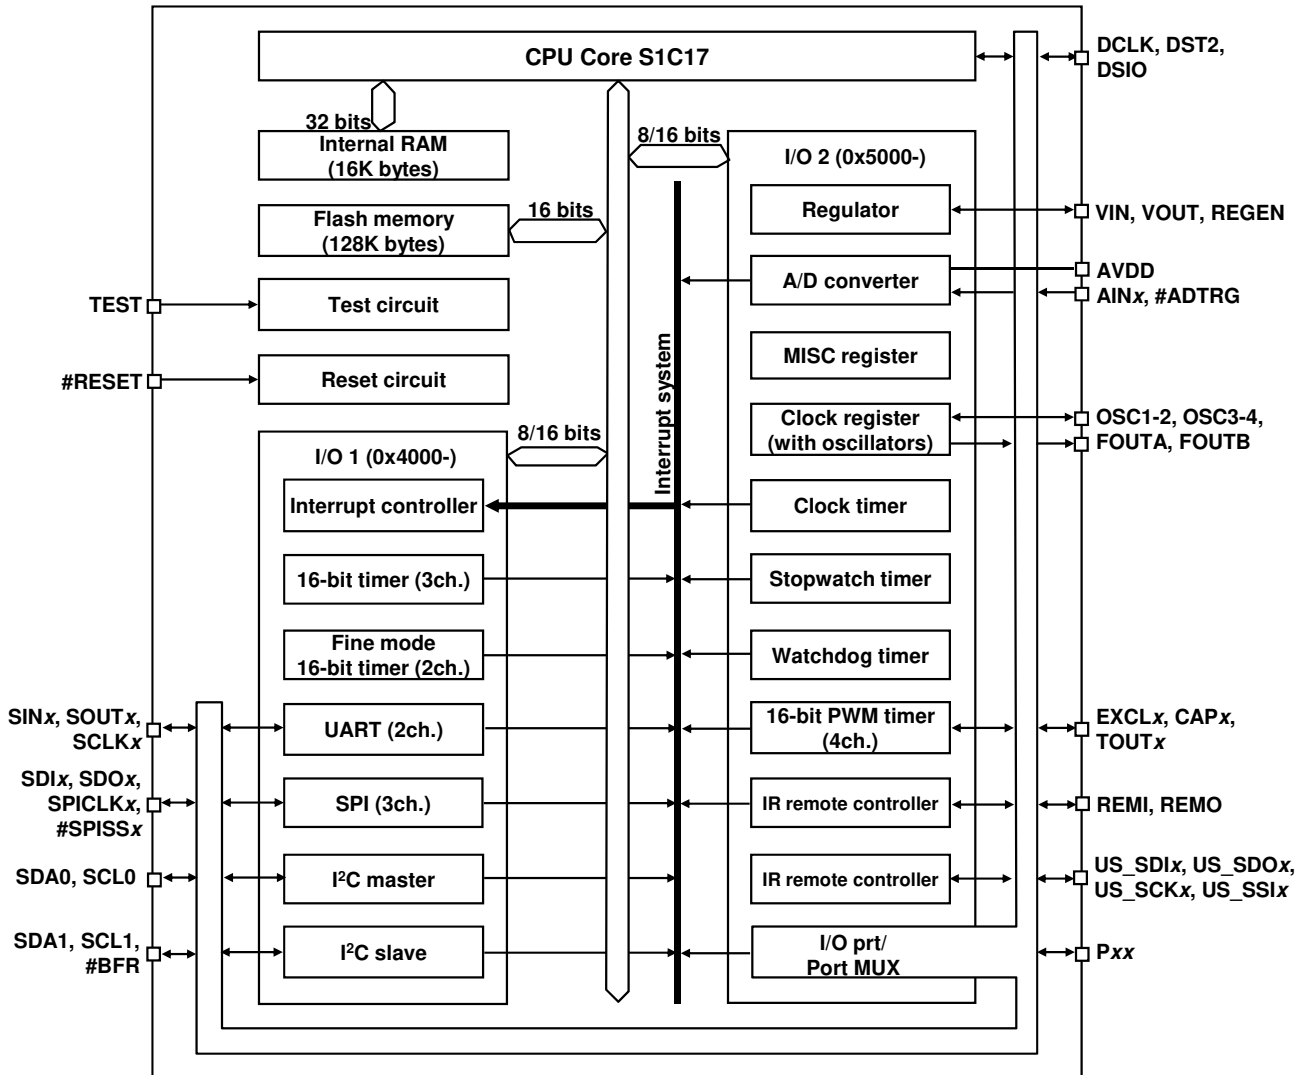 CPU Core S1C17
DCLK, DST2,
DSIO
32 bits
Internal RAM
(16K bytes)
8/16 bits
I/O 2 (0x5000-)
Flash memory
(128K bytes)
16 bits
Regulator
VIN, VOUT, REGEN
TEST
Test circuit
A/D converter
AVDD
AINx, #ADTRG
#RESET
Reset circuit
MISC register
Interrupt system
Clock register
(with oscillators)
OSC1-2, OSC3-4,
FOUTA, FOUTB
8/16 bits
I/O 1 (0x4000-)
Interrupt controller
Clock timer
16-bit timer (3ch.)
Stopwatch timer
Fine mode
16-bit timer (2ch.)
Watchdog timer
SINx, SOUTx,
SCLKx
UART (2ch.)
16-bit PWM timer
(4ch.)
EXCLx, CAPx,
TOUTx
SDIx, SDOx,
SPICLKx,
#SPISSx
SPI (3ch.)
IR remote controller
REMI, REMO
SDA0, SCL0
I²C master
IR remote controller
US_SDIx, US_SDOx,
US_SCKx, US_SSIx
SDA1, SCL1,
#BFR
I²C slave
I/O prt/
Port MUX
Pxx